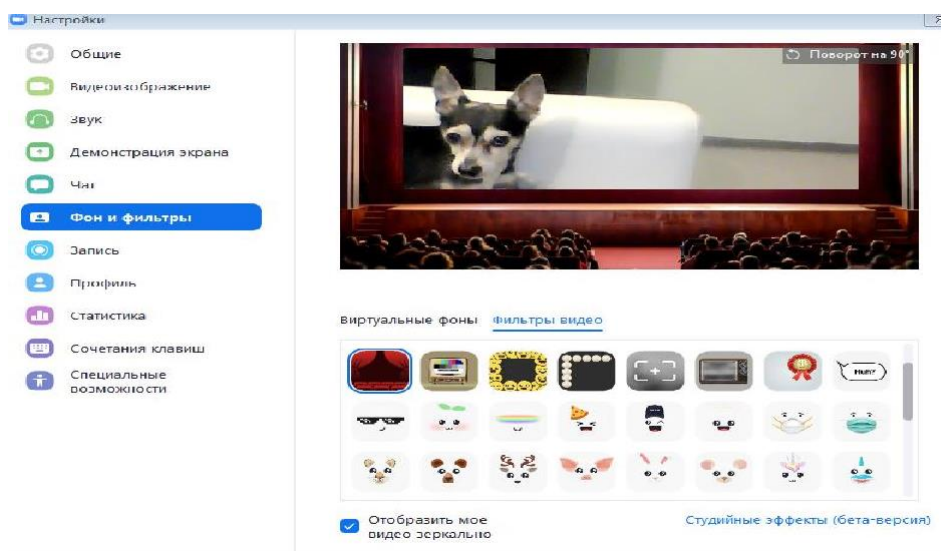 Настройки
Общие
Видеоизображение
Звук
Демонстрация экрана
Чат
Фон и фильтры
Запись
Профиль
Статистика
Сочетания клавиш
Специальные
возможности
Поворот на 90°
Виртуальные фоны Фильтры видео
HUH?
Отобразить мое
видео зеркально
Студийные эффекты (бета-версия)